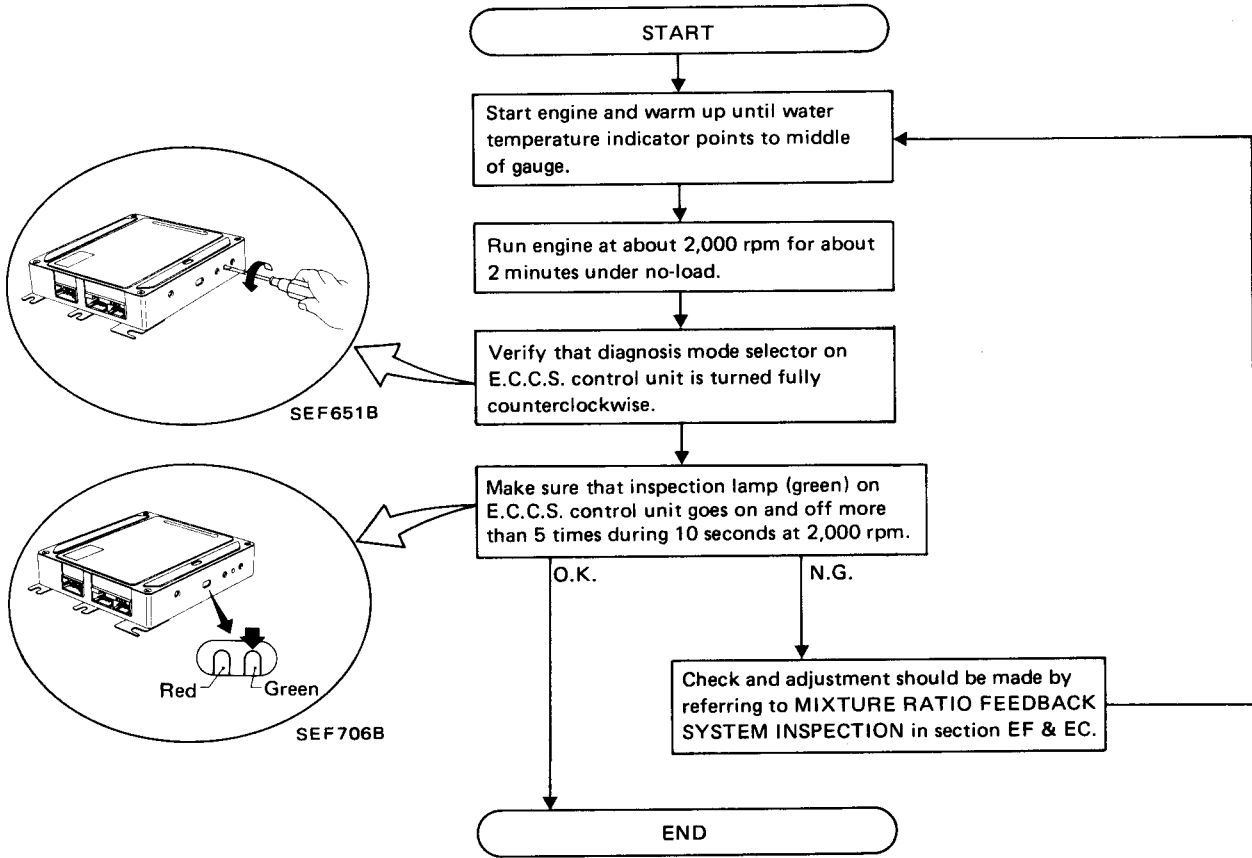 START
Start engine and warm up until water
temperature indicator points to middle
of gauge.
Run engine at about 2,000 rpm for about
2 minutes under no-load.
Verify that diagnosis mode selector on
E.C.C.S. control unit is turned fully
counterclockwise.
SEF651B
Make sure that inspection lamp (green) on
E.C.C.S. control unit goes on and off more
than 5 times during 10 seconds at 2,000 rpm.
O.K.
N.G.
Red
Green
SEF706B
Check and adjustment should be made by
referring to MIXTURE RATIO FEEDBACK
SYSTEM INSPECTION in section EF & EC.
END